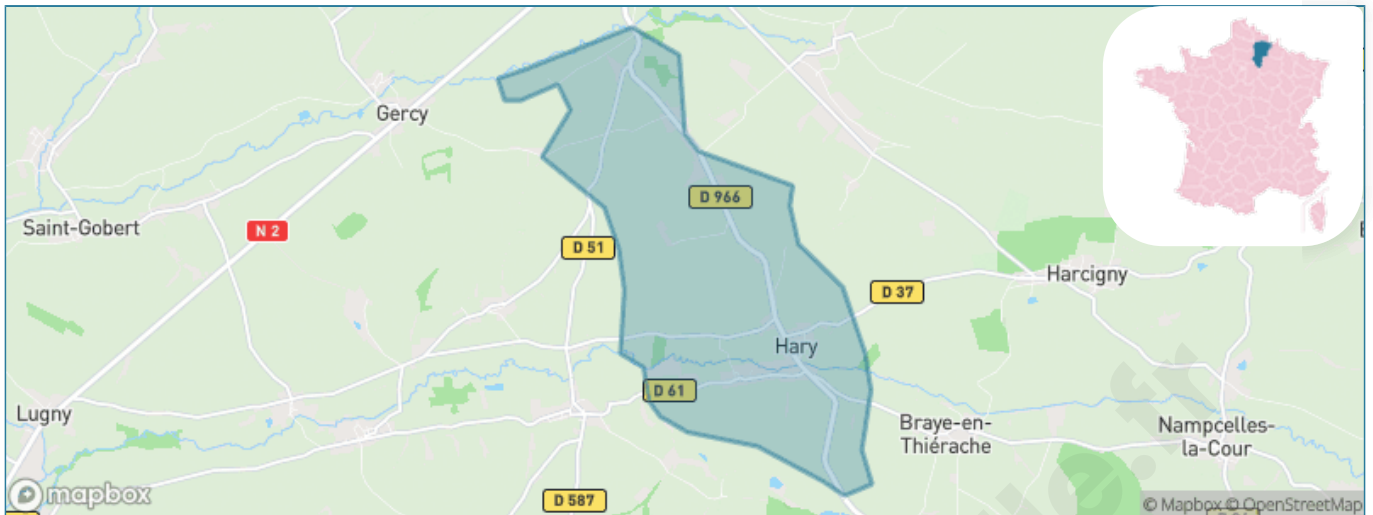 Gercy
D 966
Saint-Gobert
N 2
D 51
Harcigny
D 37
Hary
D 61
Lugny
Braye-en-
Thiérache
Nampcelles-
la-Cour
mapbox
D 587
© Mapbox © OpenStreetMap